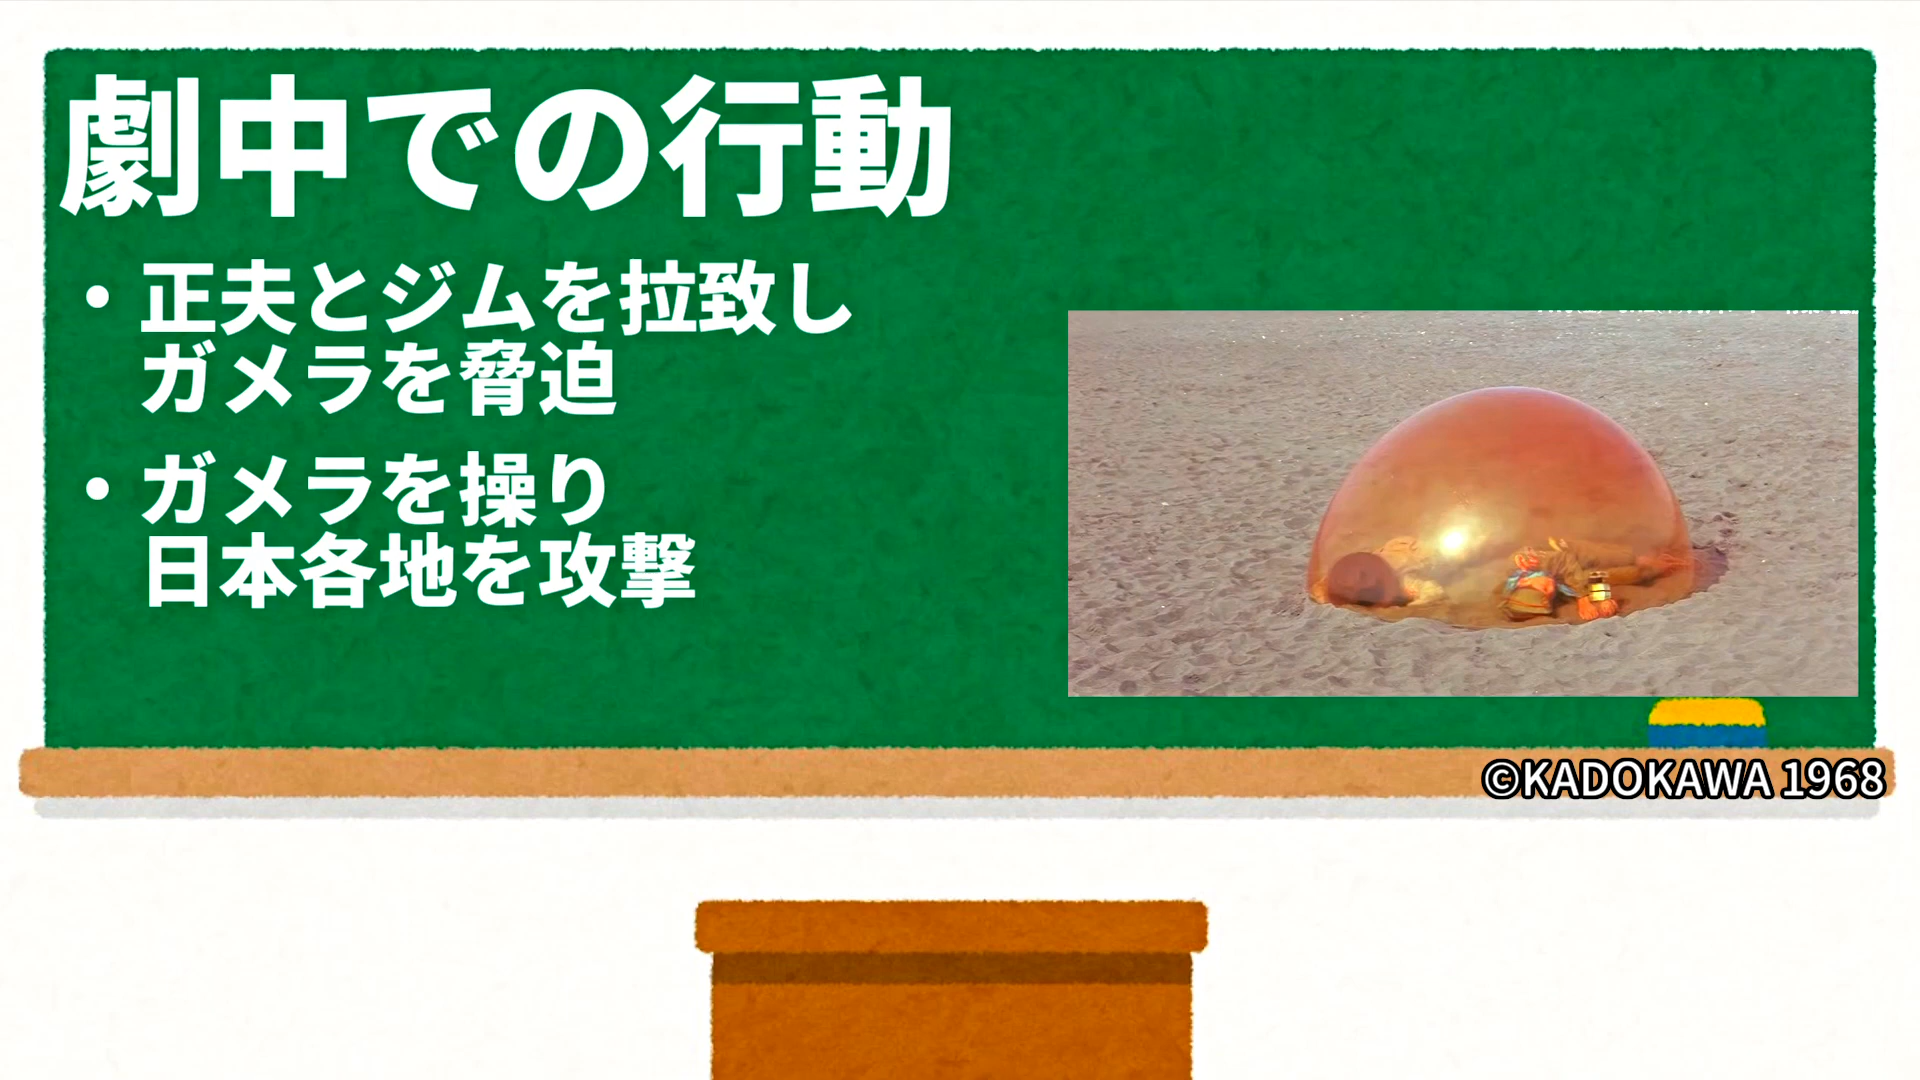 劇中での行動
・正夫とジムを拉致し
ガメラを脅迫
・ガメラを操り
日本各地を攻撃
©KADOKAWA 1968